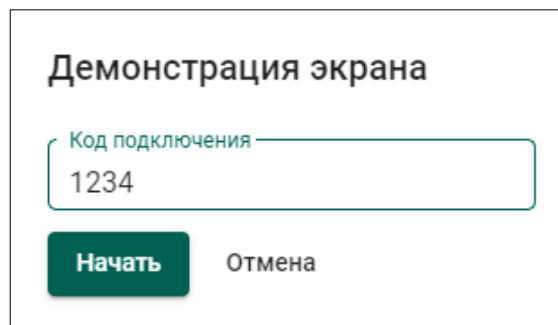 Демонстрация экрана
Код подключения
1234
Начать Отмена